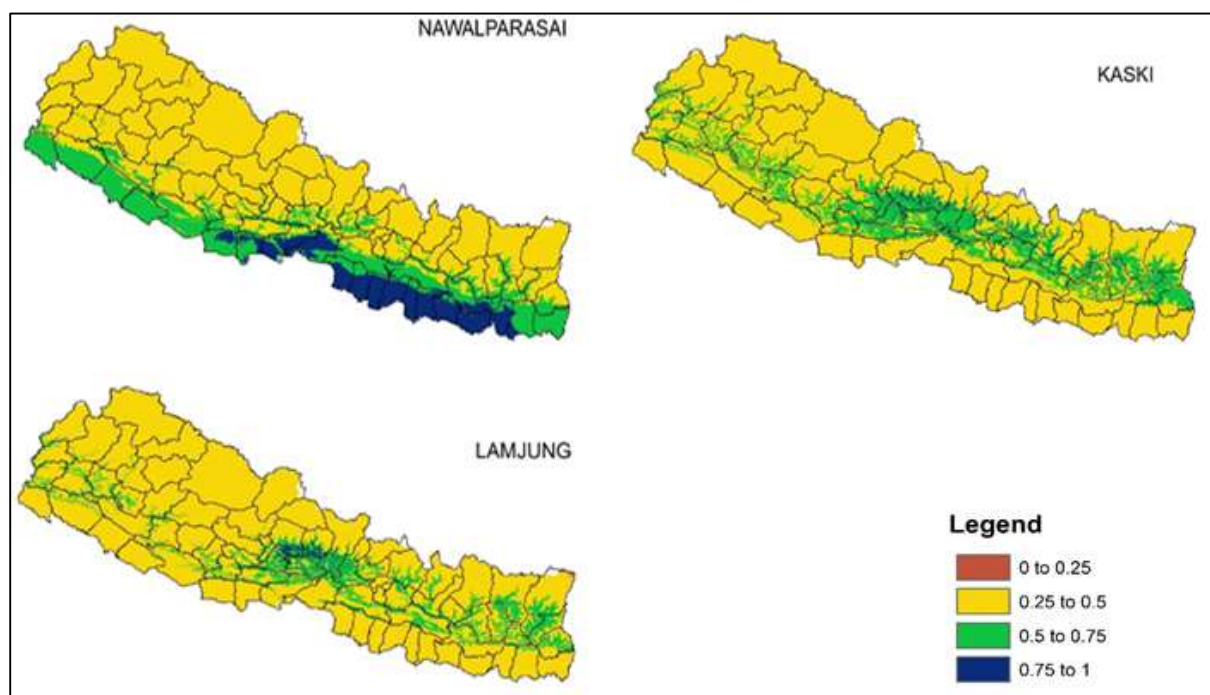 NAWALPARASAI
KASKI
LAMJUNG
Legend
0 to 0.25
0.25 to 0.5
0.5 to 0.75
0.75 to 1